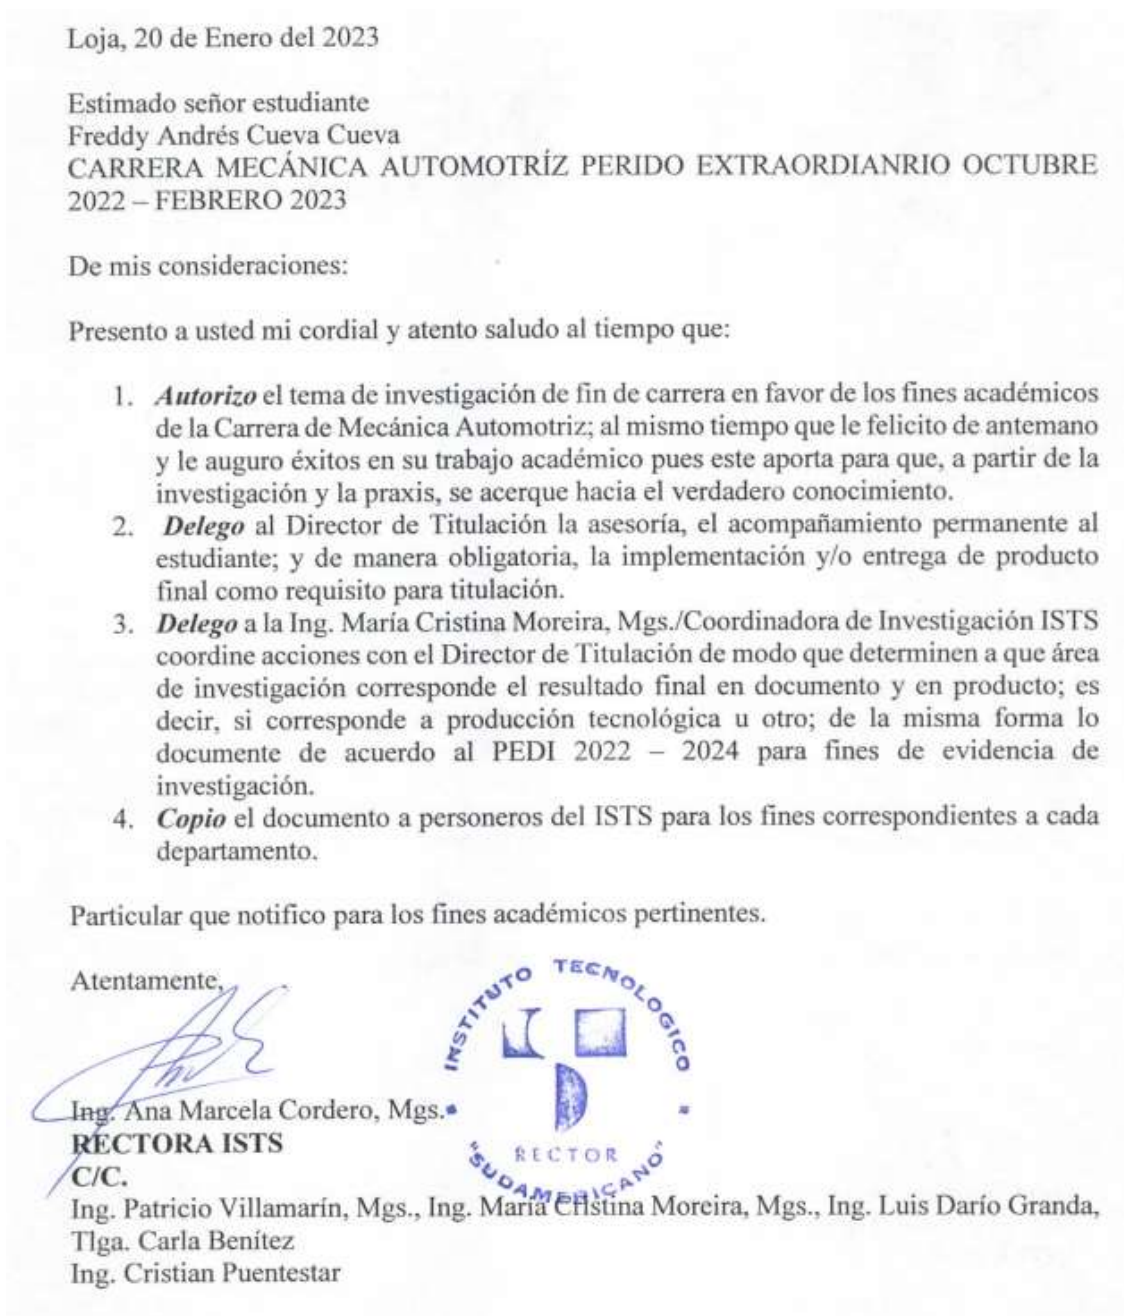 Loja, 20 de Enero del 2023
Estimado señor estudiante
Freddy Andrés Cueva Cueva
CARRERA MECÁNICA AUTOMOTRÍZ PERIDO EXTRAORDIANRIO OCTUBRE
2022 – FEBRERO 2023
De mis consideraciones:
Presento a usted mi cordial y atento saludo al tiempo que:
1. Autorizo el tema de investigación de fin de carrera en favor de los fines académicos
de la Carrera de Mecánica Automotriz; al mismo tiempo que le felicito de antemano
y le auguro éxitos en su trabajo académico pues este aporta para que, a partir de la
investigación y la praxis, se acerque hacia el verdadero conocimiento.
2. Delego al Director de Titulación la asesoría, el acompañamiento permanente al
estudiante; y de manera obligatoria, la implementación y/o entrega de producto
final como requisito para titulación.
3. Delego a la Ing. María Cristina Moreira, Mgs./Coordinadora de Investigación ISTS
coordine acciones con el Director de Titulación de modo que determinen a que área
de investigación corresponde el resultado final en documento y en producto; es
decir, si corresponde a producción tecnológica u otro; de la misma forma lo
documente de acuerdo al PEDI 2022 – 2024 para fines de evidencia de
investigación.
4. Copio el documento a personeros del ISTS para los fines correspondientes a cada
departamento.
Particular que notifico para los fines académicos pertinentes.
Atentamente,
INSTITUTO TECNOLOGICO
Ing. Ana Marcela Cordero, Mgs.
RECTORA ISTS
RECTOR
"SUDAMERICANO"
C/C.
Ing. Patricio Villamarín, Mgs., Ing. María Cristina Moreira, Mgs., Ing. Luis Darío Granda,
Tlga. Carla Benítez
Ing. Cristian Puentestar